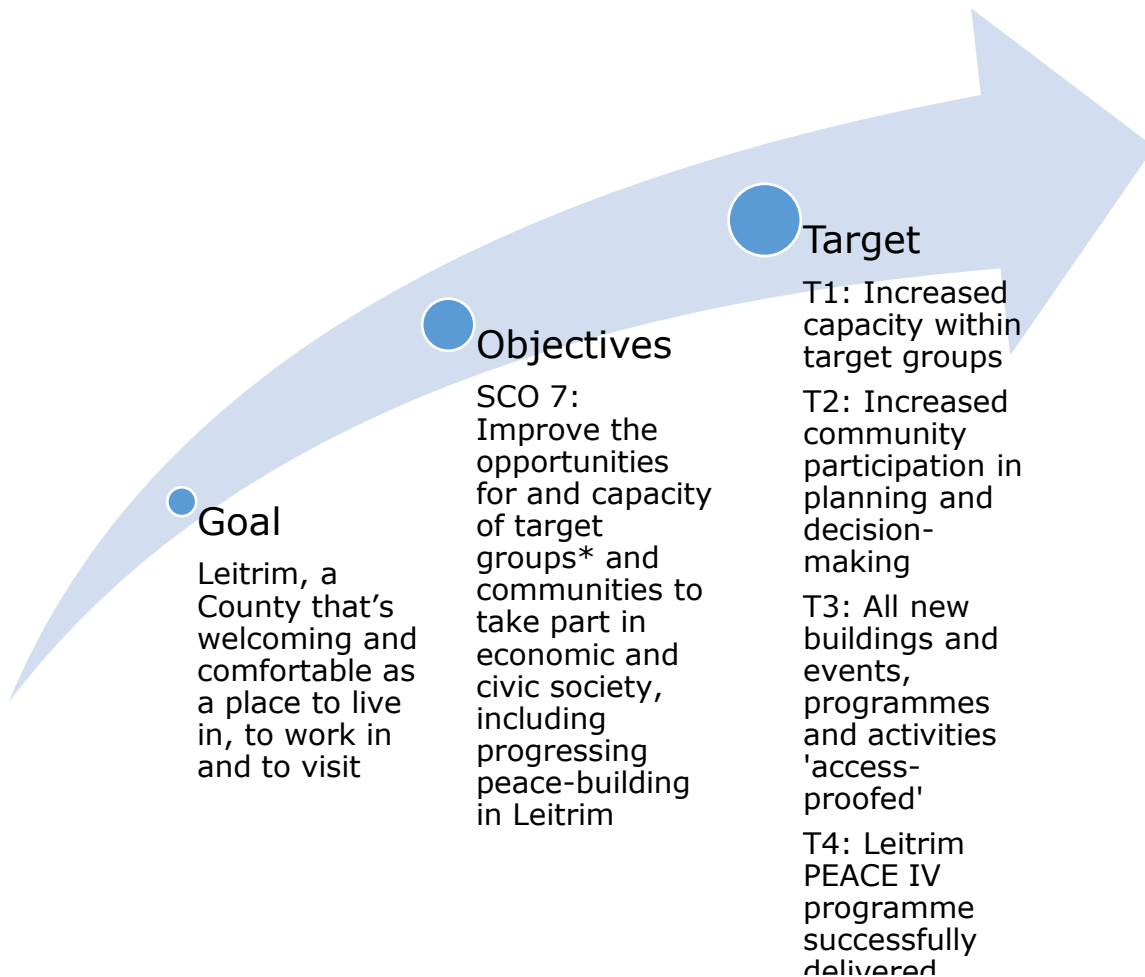 Goal
Leitrim, a
County that’s
welcoming and
comfortable as
a place to live
in, to work in
and to visit
Objectives
SCO 7:
Improve the
opportunities
for and capacity
of target
groups* and
communities to
take part in
economic and
civic society,
including
progressing
peace-building
in Leitrim
Target
T1: Increased
capacity within
target groups
T2: Increased
community
participation in
planning and
decision-
making
T3: All new
buildings and
events,
programmes
and activities
'access-
proofed'
T4: Leitrim
PEACE IV
programme
successfully
delivered